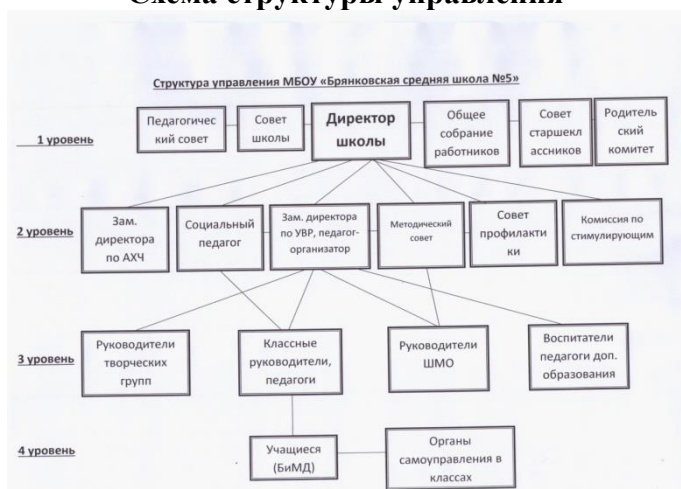 Схема структуры управления
Структура управления МБОУ «Брянковская средняя школа №5»
1 уровень
Педагогичес
кий совет
Совет
школы
Директор
школы
Общее
собрание
работников
Совет
старшекл
ассников
Родитель
ский
комитет
2 уровень
Зам.
директора
по АХЧ
Социальный
педагог
Зам. директора
по УВР, педагог-
организатор
Методический
совет
Совет
профилакти
ки
Комиссия по
стимулирующим
3 уровень
Руководители
творческих
групп
Классные
руководители,
педагоги
Руководители
ШМО
Воспитатели
педагоги доп.
образования
4 уровень
Учащиеся
(БиМД)
Органы
самоуправления в
классах